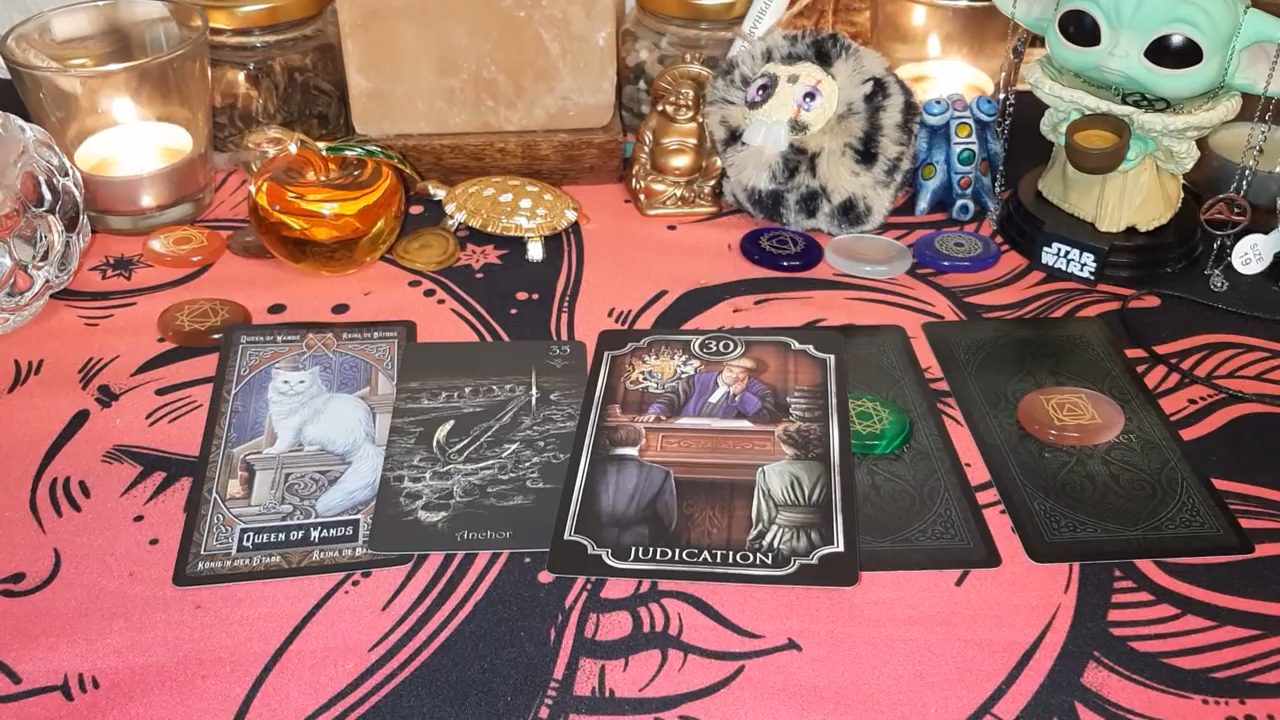 STAR
WARS
SIZE
19
QUEEN OF WANDS
REINA DE BASTOS
QUEEN OF WANDS
KÖNIGIN DER STÄBE
35
Anchor
30
JUDICATION